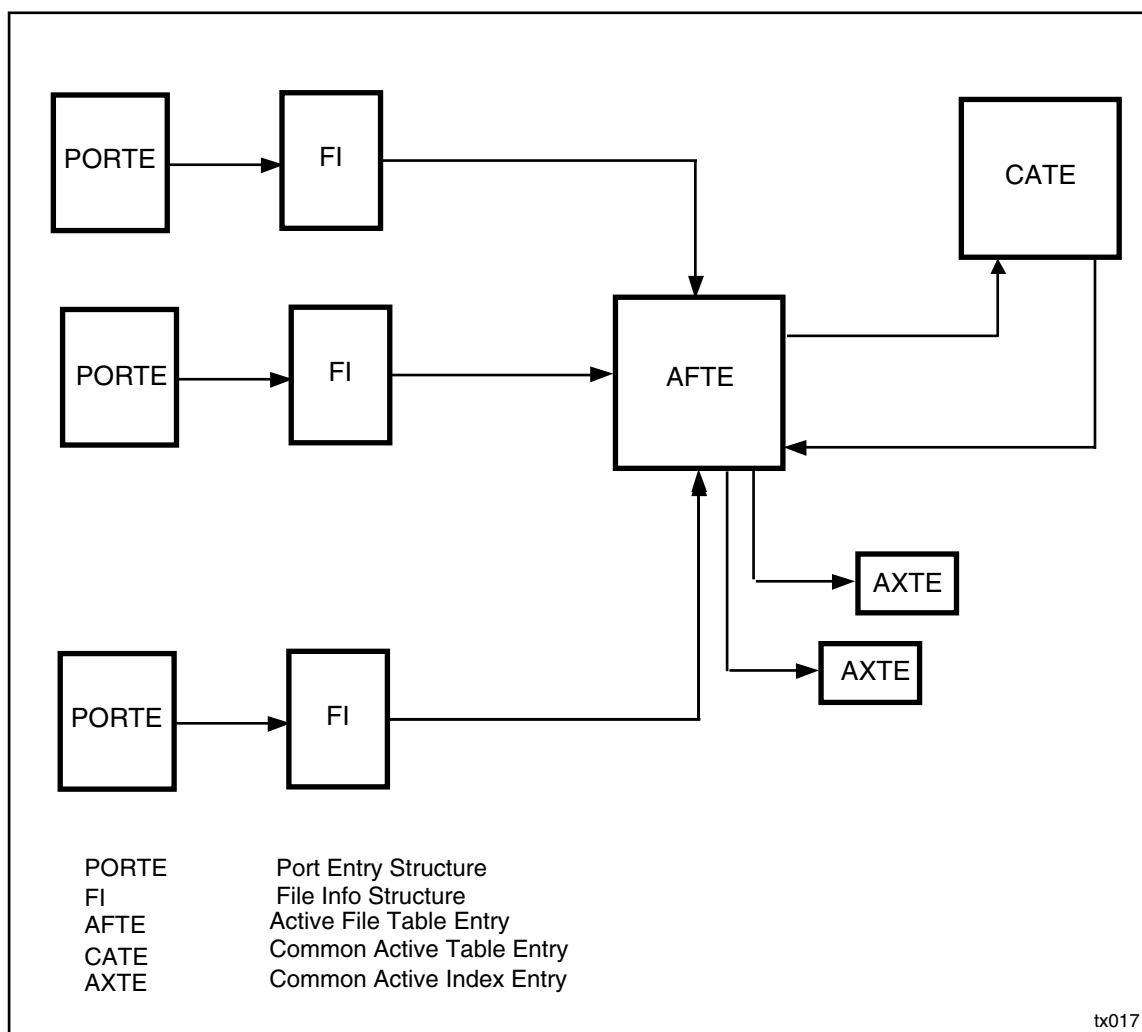 PORTE
FI
CATE
PORTE
FI
AFTE
AXTE
AXTE
PORTE
FI
PORTE Port Entry Structure
FI File Info Structure
AFTE Active File Table Entry
CATE Common Active Table Entry
AXTE Common Active Index Entry
tx017